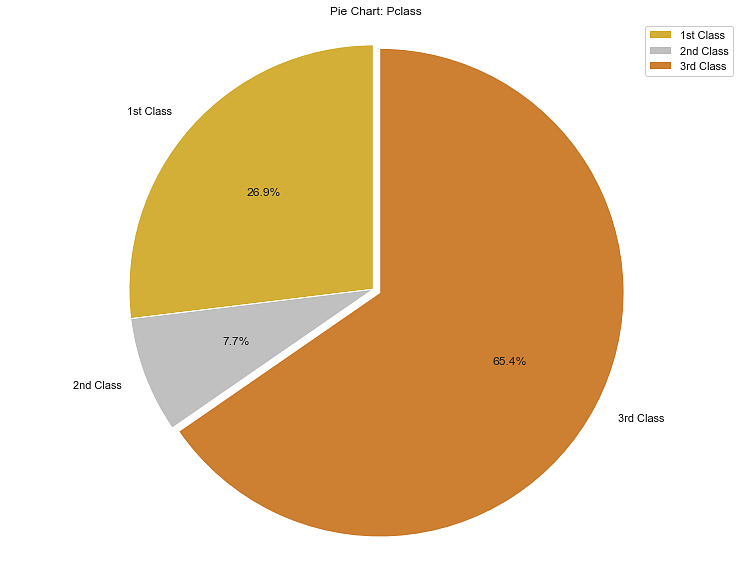 Pie Chart: Pclass
1st Class
2nd Class
3rd Class
1st Class
26.9%
7.7%
65.4%
2nd Class
3rd Class